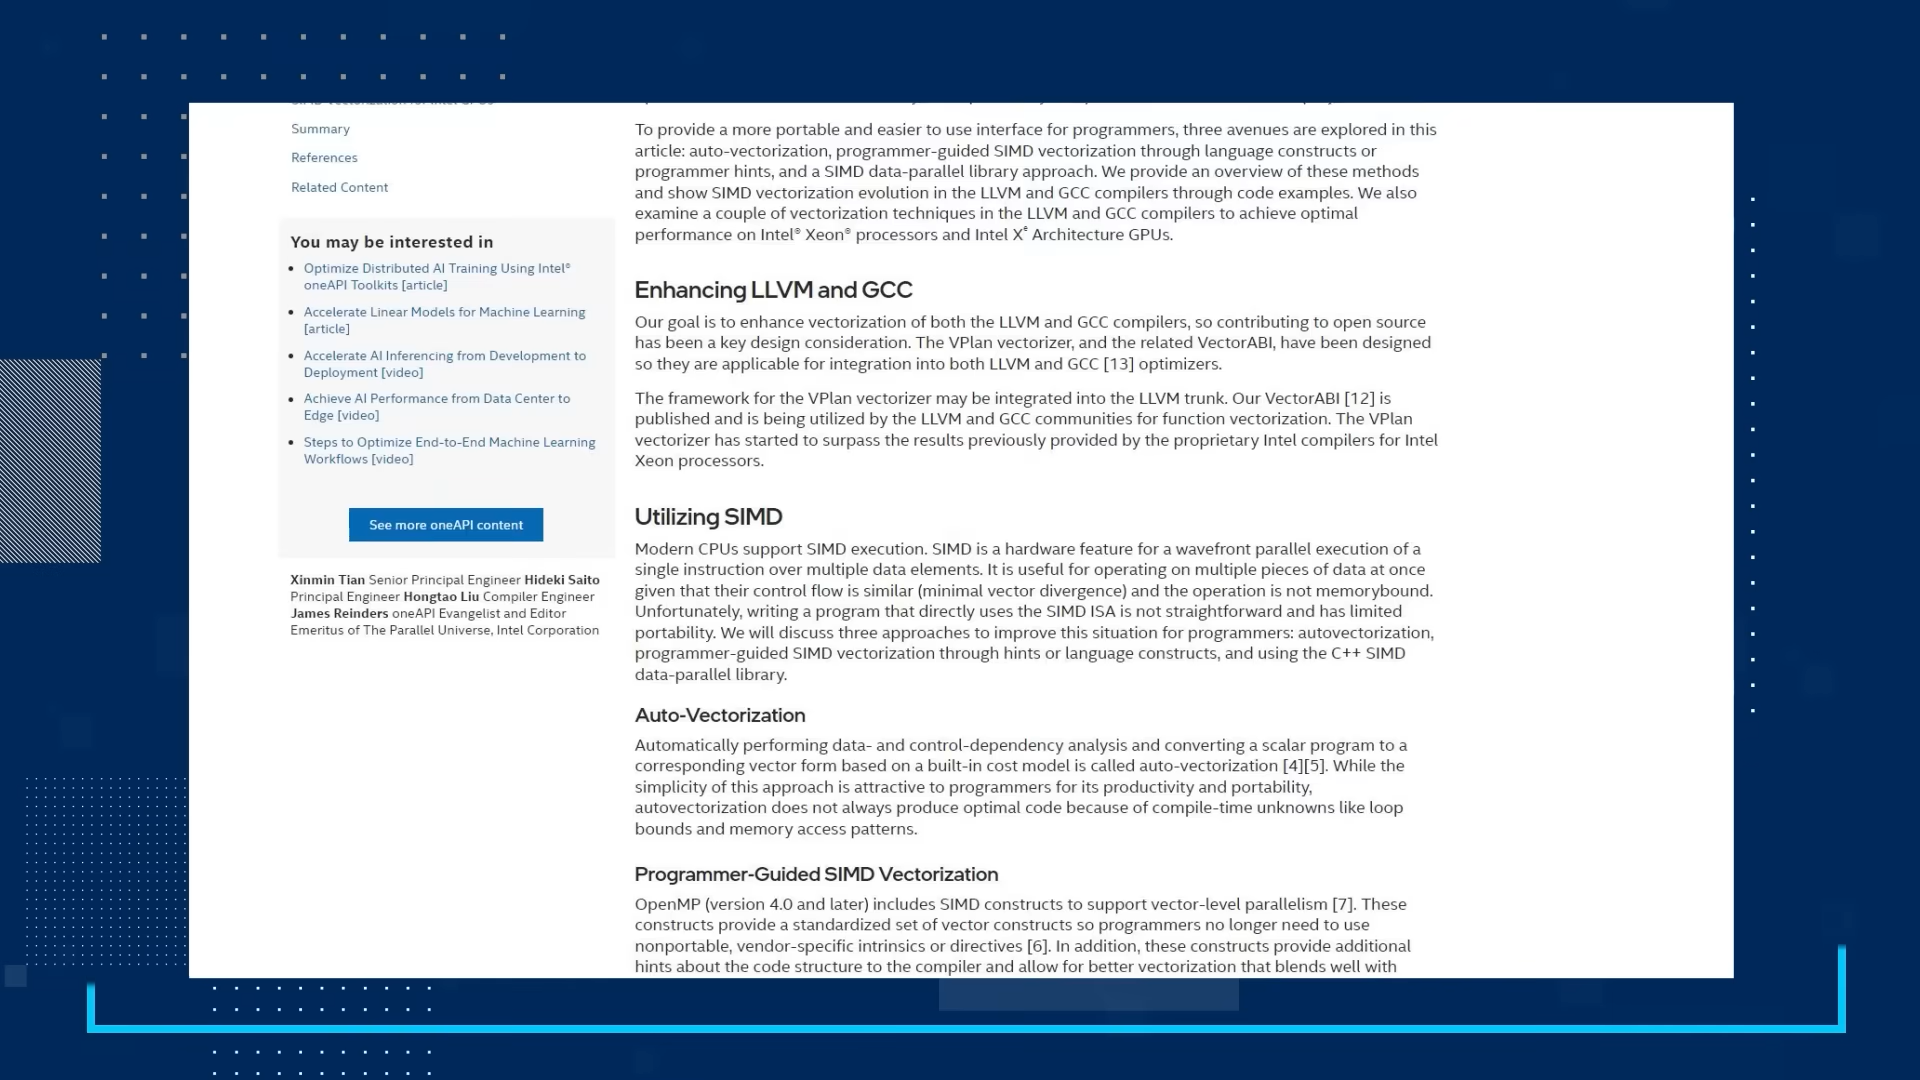 Summary
References
Related Content
You may be interested in
Optimize Distributed AI Training Using Intel®
oneAPI Toolkits [article]
Accelerate Linear Models for Machine Learning
[article]
Accelerate AI Inferencing from Development to
Deployment [video]
Achieve AI Performance from Data Center to
Edge [video]
Steps to Optimize End-to-End Machine Learning
Workflows [video]
See more oneAPI content
Xinmin Tian Senior Principal Engineer Hideki Saito
Principal Engineer Hongtao Liu Compiler Engineer
James Reinders oneAPI Evangelist and Editor
Emeritus of The Parallel Universe, Intel Corporation
To provide a more portable and easier to use interface for programmers, three avenues are explored in this
article: auto-vectorization, programmer-guided SIMD vectorization through language constructs or
programmer hints, and a SIMD data-parallel library approach. We provide an overview of these methods
and show SIMD vectorization evolution in the LLVM and GCC compilers through code examples. We also
examine a couple of vectorization techniques in the LLVM and GCC compilers to achieve optimal
performance on Intel® Xeon® processors and Intel Xᵉ Architecture GPUs.
Enhancing LLVM and GCC
Our goal is to enhance vectorization of both the LLVM and GCC compilers, so contributing to open source
has been a key design consideration. The VPlan vectorizer, and the related VectorABI, have been designed
so they are applicable for integration into both LLVM and GCC [13] optimizers.
The framework for the VPlan vectorizer may be integrated into the LLVM trunk. Our VectorABI [12] is
published and is being utilized by the LLVM and GCC communities for function vectorization. The VPlan
vectorizer has started to surpass the results previously provided by the proprietary Intel compilers for Intel
Xeon processors.
Utilizing SIMD
Modern CPUs support SIMD execution. SIMD is a hardware feature for a wavefront parallel execution of a
single instruction over multiple data elements. It is useful for operating on multiple pieces of data at once
given that their control flow is similar (minimal vector divergence) and the operation is not memorybound.
Unfortunately, writing a program that directly uses the SIMD ISA is not straightforward and has limited
portability. We will discuss three approaches to improve this situation for programmers: autovectorization,
programmer-guided SIMD vectorization through hints or language constructs, and using the C++ SIMD
data-parallel library.
Auto-Vectorization
Automatically performing data- and control-dependency analysis and converting a scalar program to a
corresponding vector form based on a built-in cost model is called auto-vectorization [4][5]. While the
simplicity of this approach is attractive to programmers for its productivity and portability,
autovectorization does not always produce optimal code because of compile-time unknowns like loop
bounds and memory access patterns.
Programmer-Guided SIMD Vectorization
OpenMP (version 4.0 and later) includes SIMD constructs to support vector-level parallelism [7]. These
constructs provide a standardized set of vector constructs so programmers no longer need to use
nonportable, vendor-specific intrinsics or directives [6]. In addition, these constructs provide additional
hints about the code structure to the compiler and allow for better vectorization that blends well with